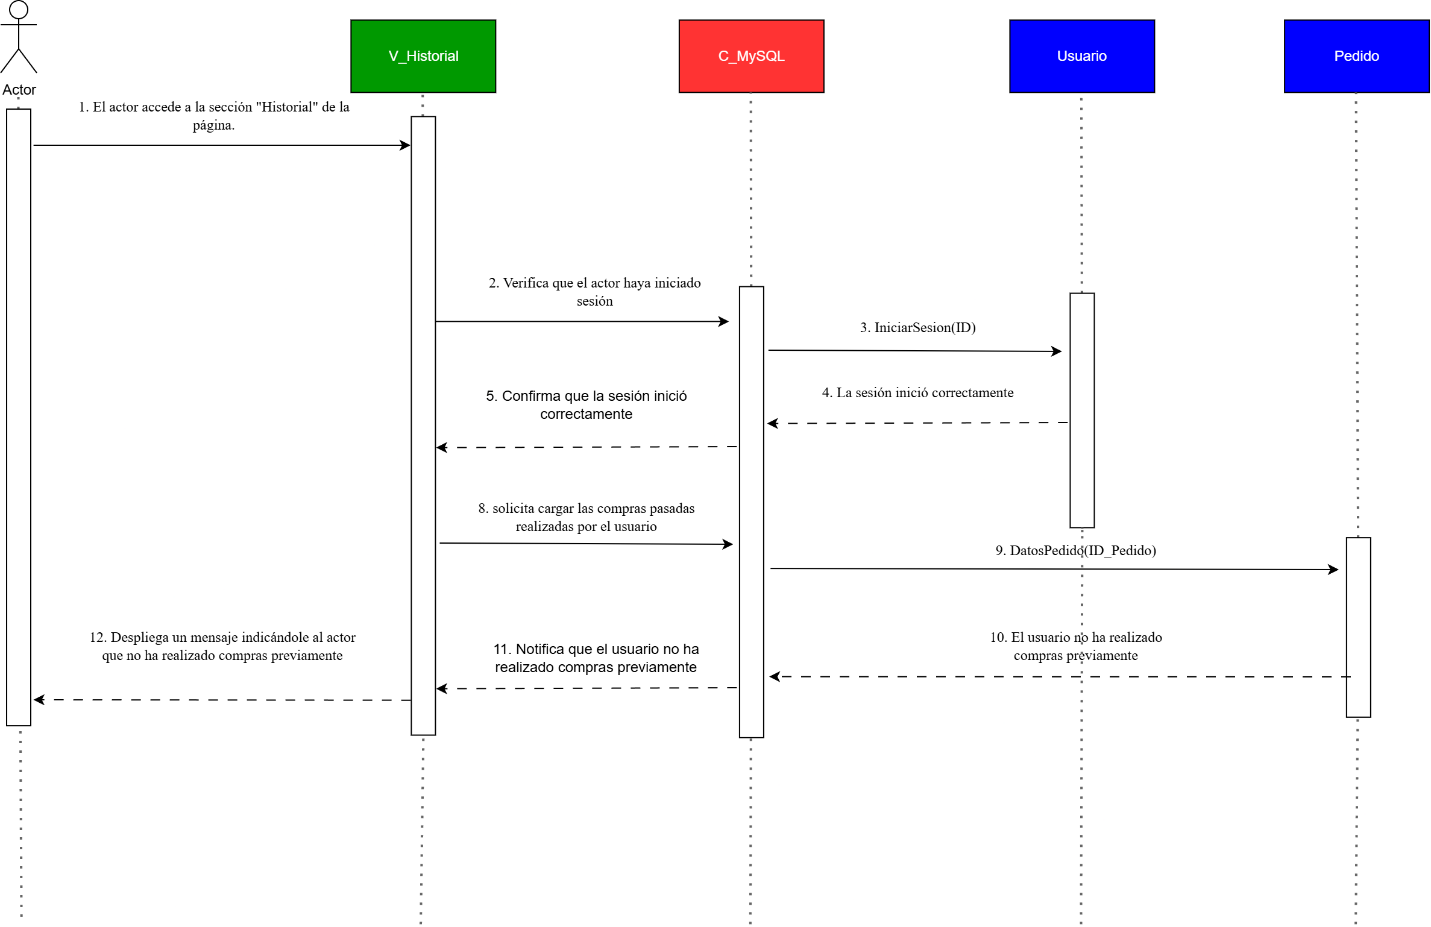 V_Historial
C_MySQL
Usuario
Pedido
Actor
1. El actor accede a la sección "Historial" de la
página.
2. Verifica que el actor haya iniciado
sesión
3. IniciarSesion(ID)
4. La sesión inició correctamente
5. Confirma que la sesión inició
correctamente
8. solicita cargar las compras pasadas
realizadas por el usuario
9. DatosPedido(ID_Pedido)
10. El usuario no ha realizado
compras previamente
11. Notifica que el usuario no ha
realizado compras previamente
12. Despliega un mensaje indicándole al actor
que no ha realizado compras previamente